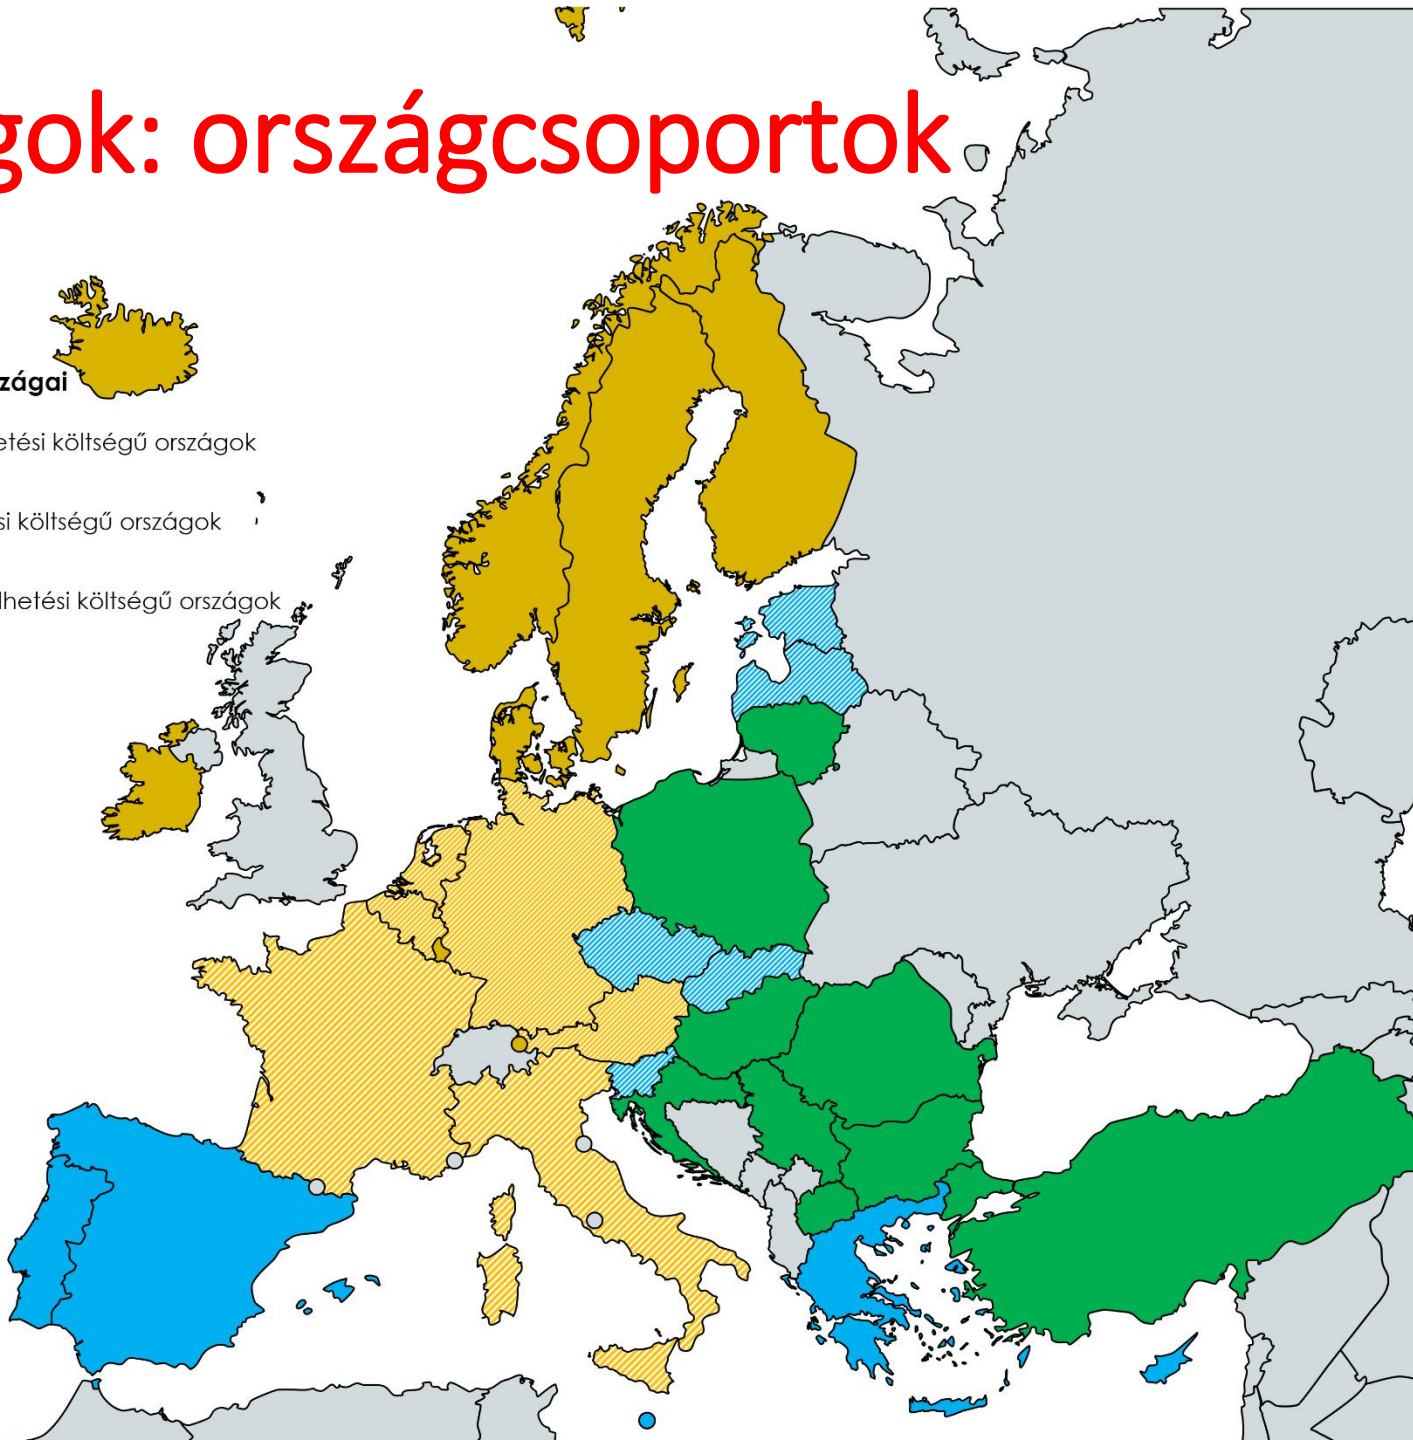 gok: országcsoportok
zágai
etési költségű országok
si költségű országok
lhetési költségű országok